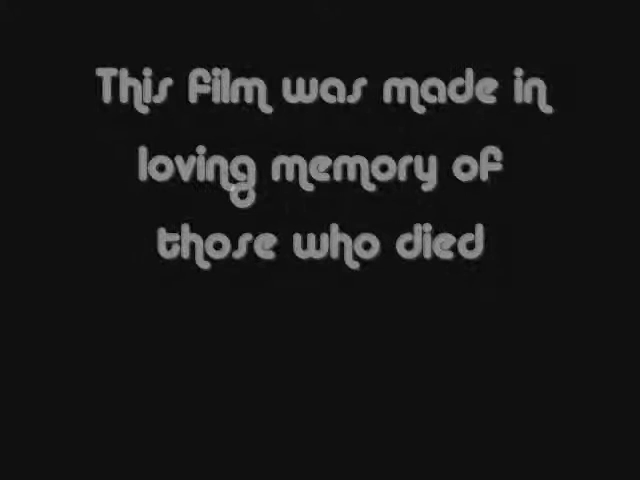 This film was made in
loving memory of
those who died